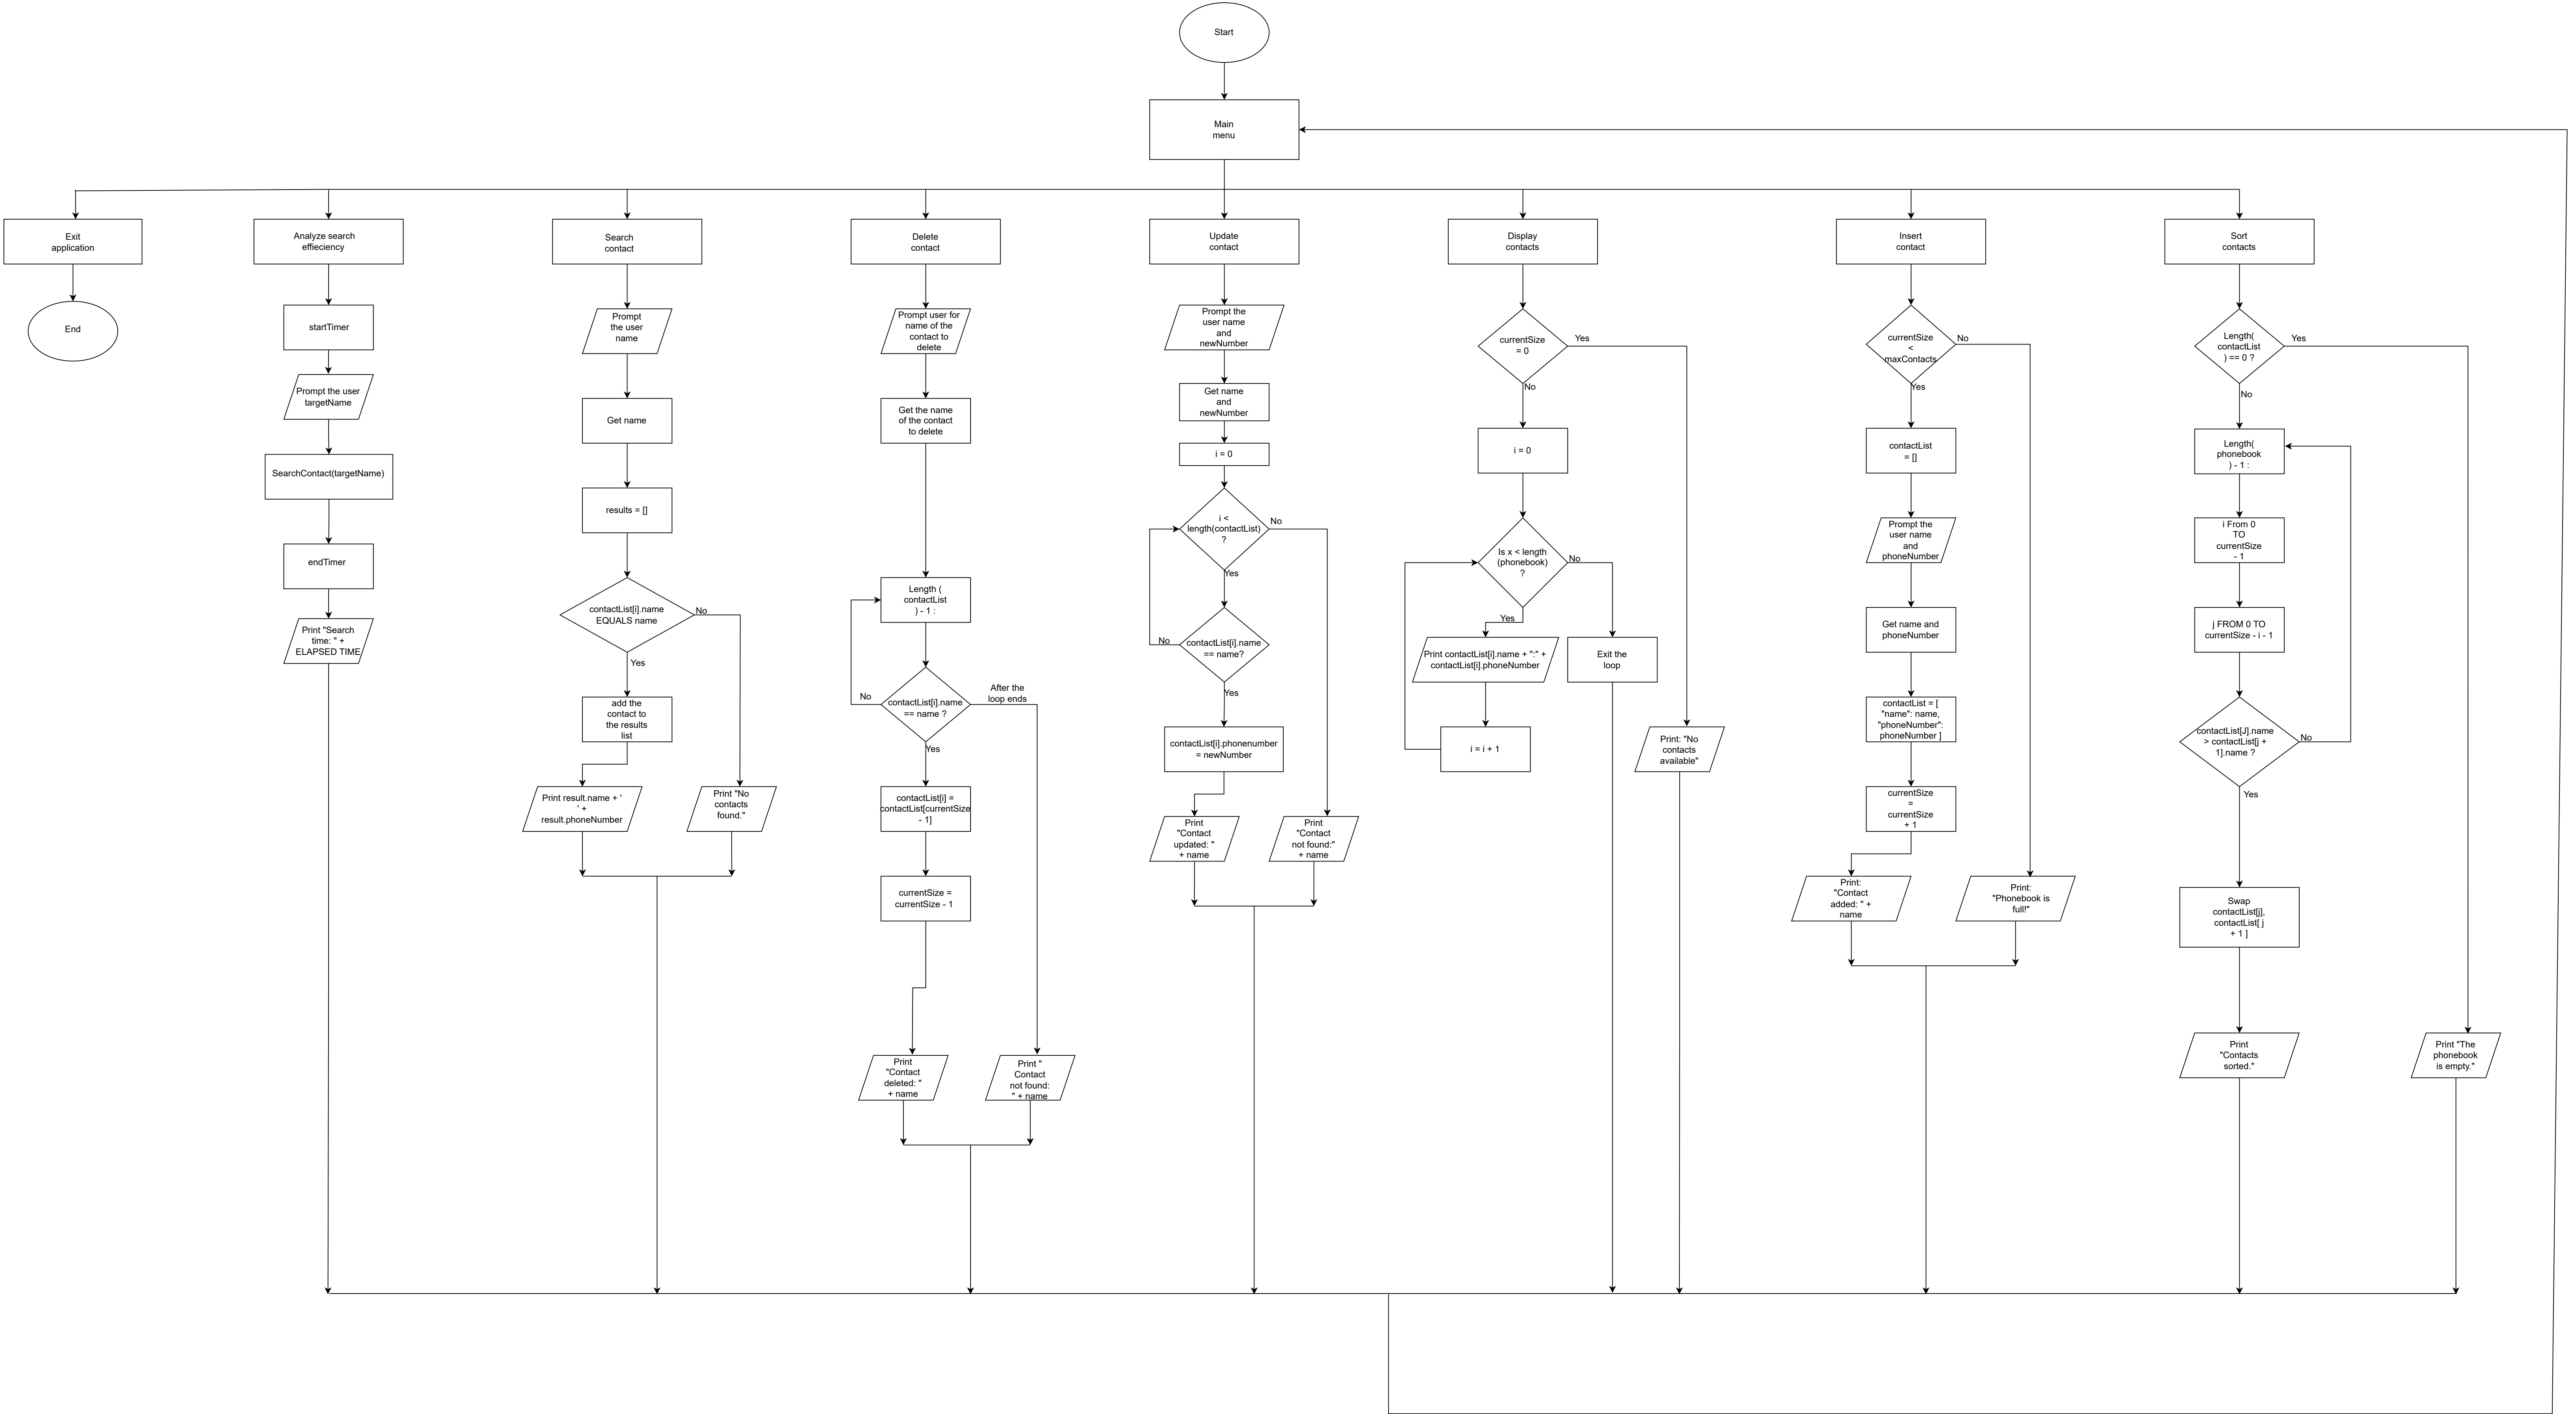 Start
Main
menu
Exit
application
End
Analyze search
effieciency
startTimer
Prompt the user
targetName
SearchContact(targetName)
endTimer
Print "Search
time: " +
ELAPSED TIME
Search
contact
Prompt
the user
name
Get name
results = []
contactList[i].name
EQUALS name
No
Yes
add the
contact to
the results
list
Print result.name + '
' +
result.phoneNumber
Print "No
contacts
found."
Delete
contact
Prompt user for
name of the
contact to
delete
Get the name
of the contact
to delete
Length (
contactList
) - 1 :
No
contactList[i].name
== name ?
After the
loop ends
Yes
contactList[i] =
contactList[currentSize
- 1]
currentSize =
currentSize - 1
Print
"Contact
deleted: "
+ name
Print "
Contact
not found:
" + name
Update
contact
Prompt the
user name
and
newNumber
Get name
and
newNumber
i = 0
i <
length(contactList)
?
No
Yes
No
contactList[i].name
== name?
Yes
contactList[i].phonenumber
= newNumber
Print
"Contact
updated: "
+ name
Print
"Contact
not found:"
+ name
Display
contacts
currentSize
= 0
Yes
No
i = 0
Is x < length
(phonebook)
?
No
Yes
Print contactList[i].name + ":" +
contactList[i].phoneNumber
Exit the
loop
i = i + 1
Print: "No
contacts
available"
Insert
contact
currentSize
<
maxContacts
No
Yes
contactList
= []
Prompt the
user name
and
phoneNumber
Get name and
phoneNumber
contactList = [
"name": name,
"phoneNumber":
phoneNumber ]
currentSize
=
currentSize
+ 1
Print:
"Contact
added: " +
name
Print:
"Phonebook is
full!"
Sort
contacts
Length(
contactList
) == 0 ?
Yes
No
Length(
phonebook
) - 1 :
i From 0
TO
currentSize
- 1
j FROM 0 TO
currentSize - i - 1
contactList[J].name
> contactList[j +
1].name ?
No
Yes
Swap
contactList[j],
contactList[ j
+ 1 ]
Print
"Contacts
sorted."
Print "The
phonebook
is empty."